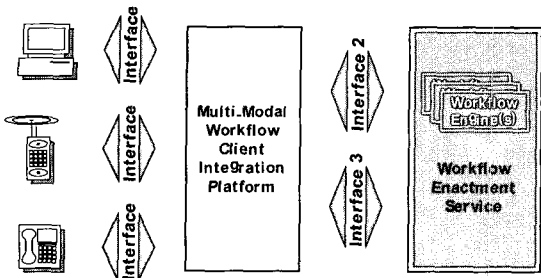 Interface
Interface
Interface
Multi-Modal
Workflow
Client
Integration
Platform
Interface 2
Interface 3
Workflow
Engine(s)
Workflow
Enactment
Service